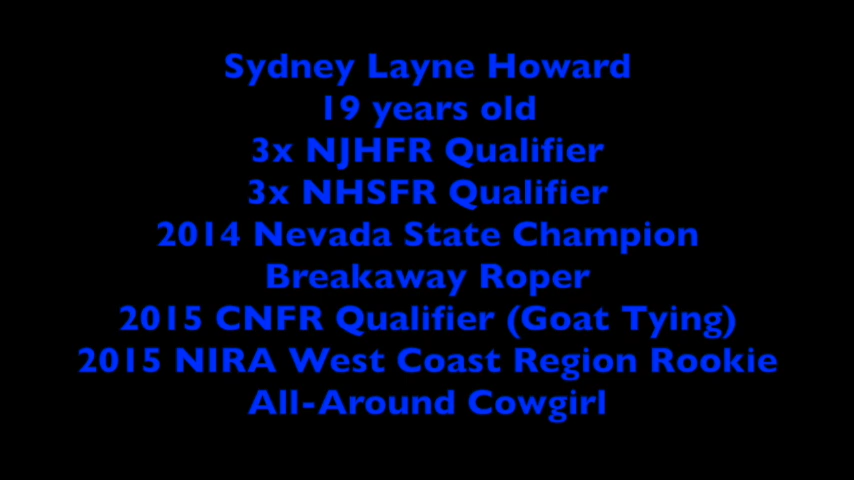 Sydney Layne Howard
19 years old
3x NJHFR Qualifier
3x NHSFR Qualifier
2014 Nevada State Champion
Breakaway Roper
2015 CNFR Qualifier (Goat Tying)
2015 NIRA West Coast Region Rookie
All-Around Cowgirl